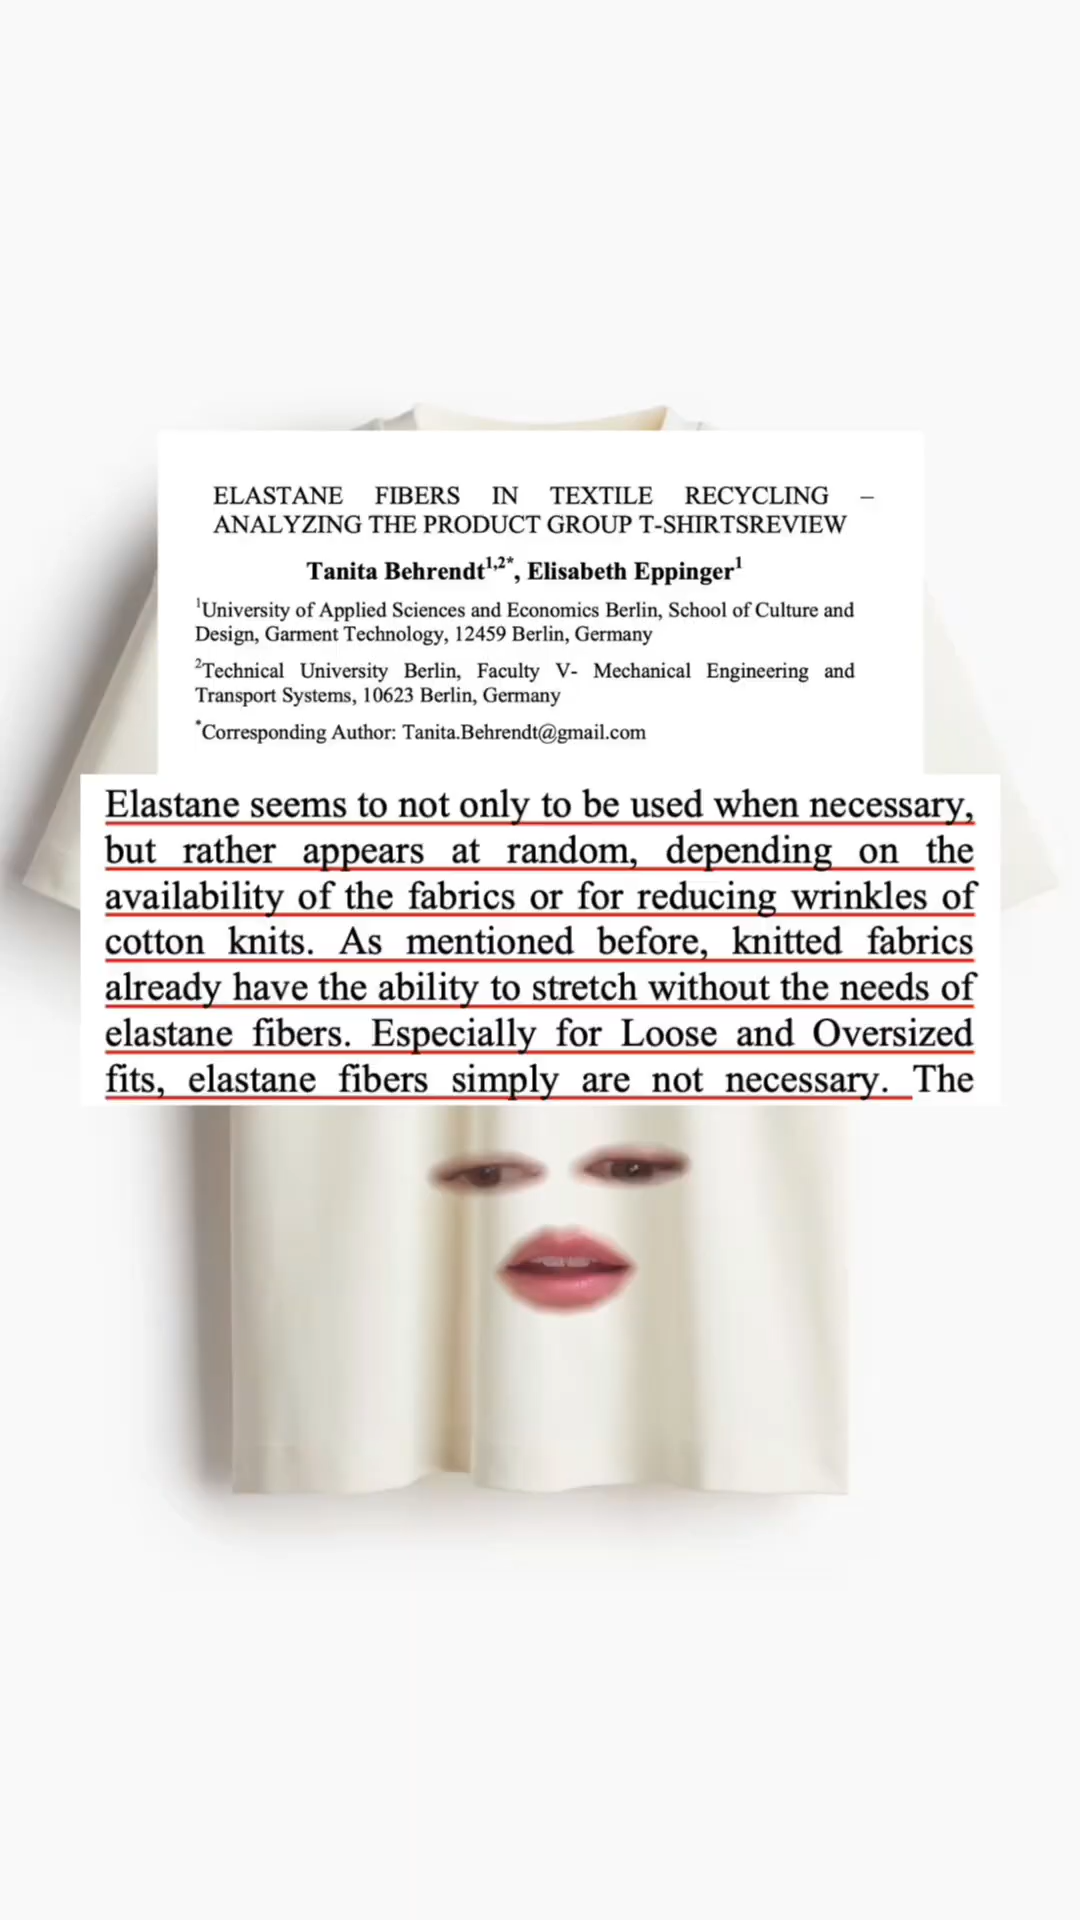 ELASTANE FIBERS IN TEXTILE RECYCLING –
ANALYZING THE PRODUCT GROUP T-SHIRTSREVIEW
Tanita Behrendt1,2*, Elisabeth Eppinger1
1University of Applied Sciences and Economics Berlin, School of Culture and
Design, Garment Technology, 12459 Berlin, Germany
2Technical University Berlin, Faculty V- Mechanical Engineering and
Transport Systems, 10623 Berlin, Germany
*Corresponding Author: Tanita.Behrendt@gmail.com
Elastane seems to not only to be used when necessary,
but rather appears at random, depending on the
availability of the fabrics or for reducing wrinkles of
cotton knits. As mentioned before, knitted fabrics
already have the ability to stretch without the needs of
elastane fibers. Especially for Loose and Oversized
fits, elastane fibers simply are not necessary. The